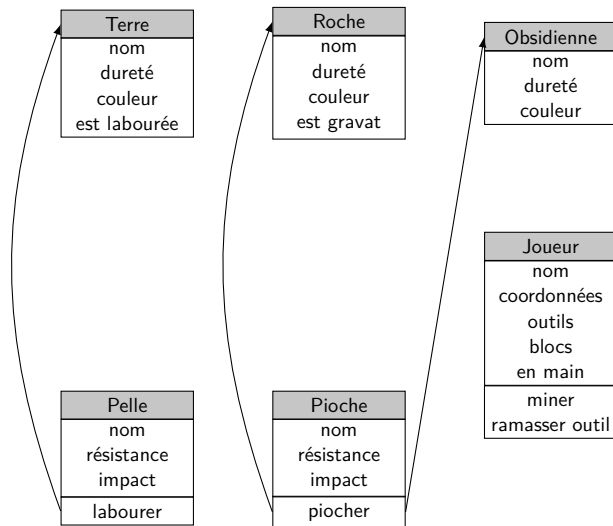 Terre
nom
dureté
couleur
est labourée
Roche
nom
dureté
couleur
est gravat
Obsidienne
nom
dureté
couleur
Joueur
nom
coordonnées
outils
blocs
en main
miner
ramasser outil
Pelle
nom
résistance
impact
labourer
Pioche
nom
résistance
impact
piocher